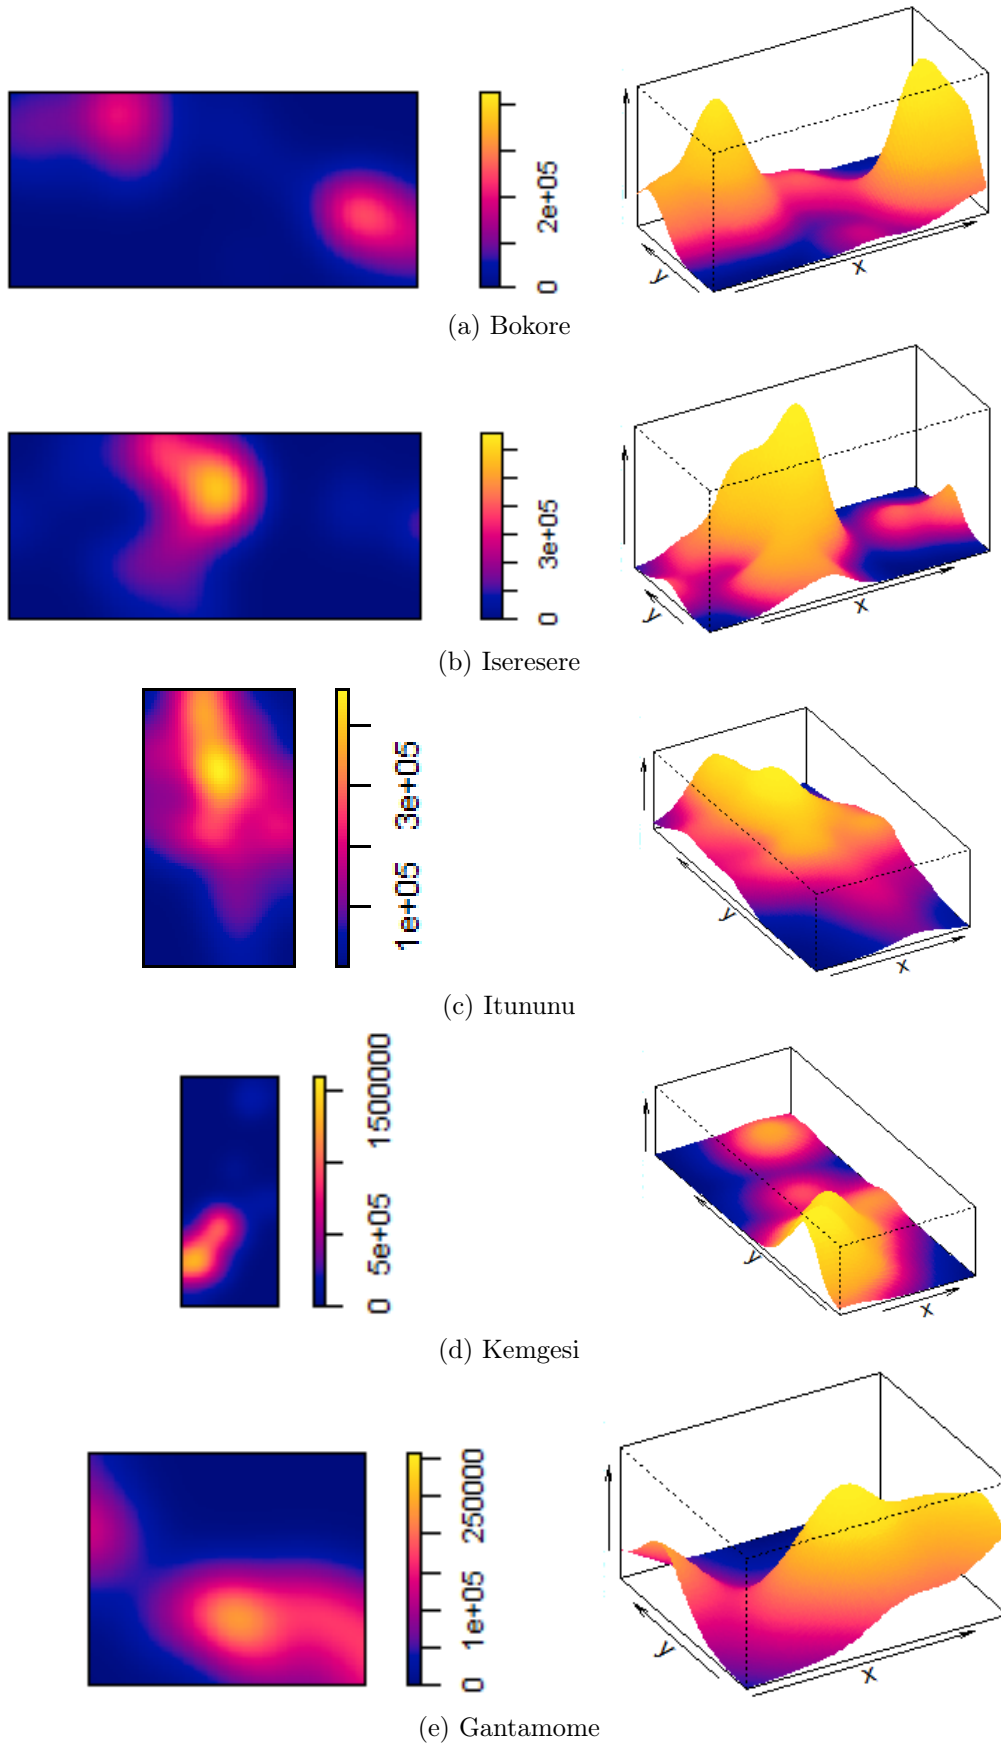 0
2e+05
y
x
(a) Bokore
0
3e+05
y
x
(b) Iseresere
1e+05
3e+05
y
x
(c) Itununu
0
5e+05
1500000
y
x
(d) Kemgesi
0
1e+05
250000
y
x
(e) Gantamome